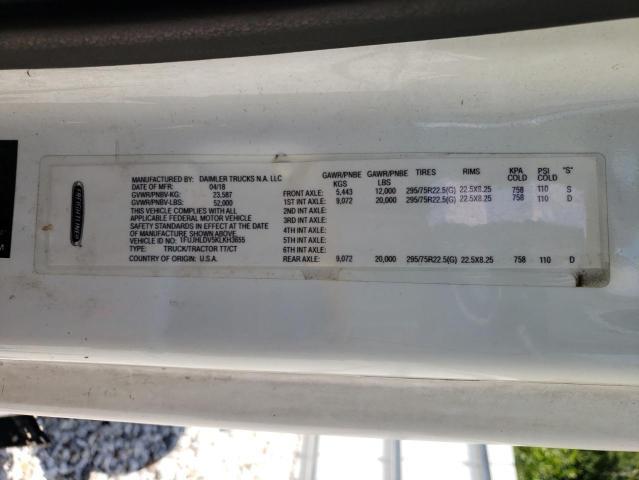 FREIGHTLINER
MANUFACTURED BY: DAIMLER TRUCKS N.A. LLC
DATE OF MFR: 04/18
GVWR/PNBV-KG: 23,587
GVWR/PNBV-LBS: 52,000
THIS VEHICLE COMPLIES WITH ALL
APPLICABLE FEDERAL MOTOR VEHICLE
SAFETY STANDARDS IN EFFECT AT THE DATE
OF MANUFACTURE SHOWN ABOVE.
VEHICLE ID NO.: 1FUJHLDV5KLKH3655
TYPE: TRUCK/TRACTOR TT/CT
COUNTRY OF ORIGIN: U.S.A.
GAWR/PNBE KGS GAWR/PNBE LBS TIRES RIMS KPA COLD PSI COLD "S"
FRONT AXLE: 5,443 12,000 295/75R22.5(G) 22.5X8.25 758 110 S
1ST INT AXLE: 9,072 20,000 295/75R22.5(G) 22.5X8.25 758 110 D
2ND INT AXLE:
3RD INT AXLE:
4TH INT AXLE:
5TH INT AXLE:
6TH INT AXLE:
REAR AXLE: 9,072 20,000 295/75R22.5(G) 22.5X8.25 758 110 D